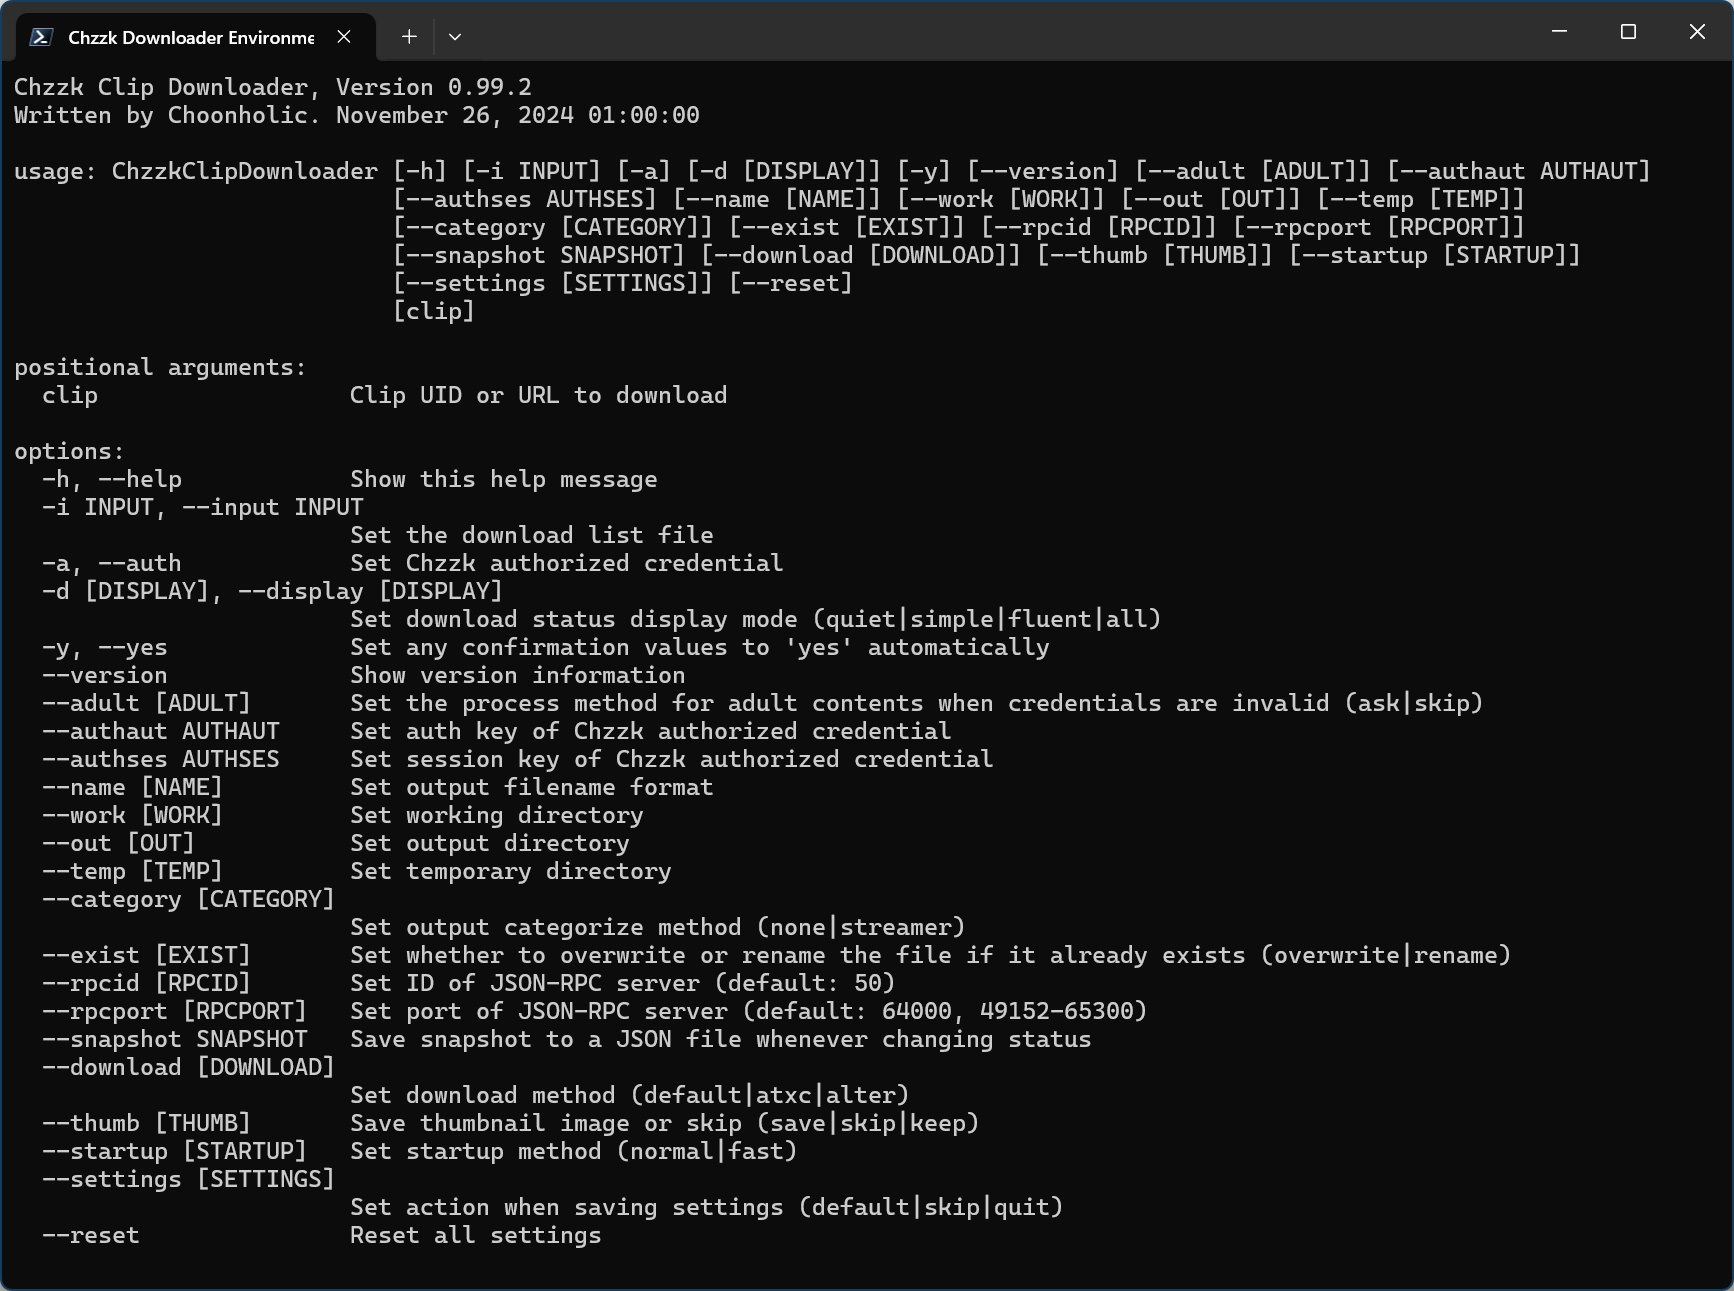 Chzzk Downloader Environme
Chzzk Clip Downloader, Version 0.99.2
Written by Choonholic. November 26, 2024 01:00:00
usage: ChzzkClipDownloader [-h] [-i INPUT] [-a] [-d [DISPLAY]] [-y] [--version] [--adult [ADULT]] [--authaut AUTHAUT]
[--authses AUTHSES] [--name [NAME]] [--work [WORK]] [--out [OUT]] [--temp [TEMP]]
[--category [CATEGORY]] [--exist [EXIST]] [--rpcid [RPCID]] [--rpcport [RPCPORT]]
[--snapshot SNAPSHOT] [--download [DOWNLOAD]] [--thumb [THUMB]] [--startup [STARTUP]]
[--settings [SETTINGS]] [--reset]
[clip]
positional arguments:
clip Clip UID or URL to download
options:
-h, --help Show this help message
-i INPUT, --input INPUT
Set the download list file
-a, --auth Set Chzzk authorized credential
-d [DISPLAY], --display [DISPLAY]
Set download status display mode (quiet|simple|fluent|all)
-y, --yes Set any confirmation values to 'yes' automatically
--version Show version information
--adult [ADULT] Set the process method for adult contents when credentials are invalid (ask|skip)
--authaut AUTHAUT Set auth key of Chzzk authorized credential
--authses AUTHSES Set session key of Chzzk authorized credential
--name [NAME] Set output filename format
--work [WORK] Set working directory
--out [OUT] Set output directory
--temp [TEMP] Set temporary directory
--category [CATEGORY]
Set output categorize method (none|streamer)
--exist [EXIST] Set whether to overwrite or rename the file if it already exists (overwrite|rename)
--rpcid [RPCID] Set ID of JSON-RPC server (default: 50)
--rpcport [RPCPORT] Set port of JSON-RPC server (default: 64000, 49152-65300)
--snapshot SNAPSHOT Save snapshot to a JSON file whenever changing status
--download [DOWNLOAD]
Set download method (default|atxc|alter)
--thumb [THUMB] Save thumbnail image or skip (save|skip|keep)
--startup [STARTUP] Set startup method (normal|fast)
--settings [SETTINGS]
Set action when saving settings (default|skip|quit)
--reset Reset all settings